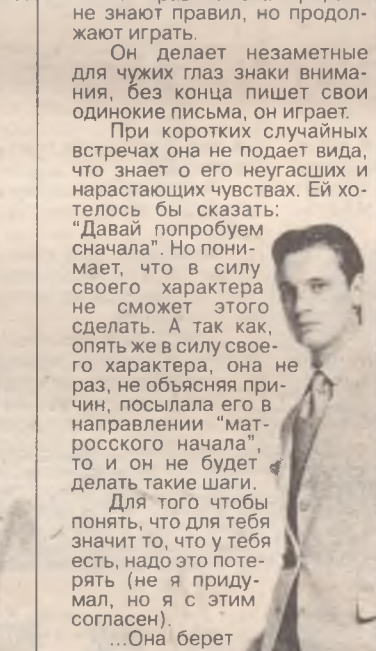 не знают правил, но продол-
жают играть.
Он делает незаметные
для чужих глаз знаки внима-
ния, без конца пишет свои
одинокие письма, он играет.
При коротких случайных
встречах она не подает вида,
что знает о его неугасших и
нарастающих чувствах. Ей хо-
телось бы сказать:
"Давай попробуем
сначала". Но пони-
мает, что в силу
своего характера
не сможет этого
сделать. А так как,
опять же в силу свое-
го характера, она не
раз, не объясняя при-
чин, посылала его в
направлении "мат-
росского начала",
то и он не будет
делать такие шаги.
Для того чтобы
понять, что для тебя
значит то, что у тебя
есть, надо это поте-
рять (не я приду-
мал, но я с этим
согласен).
...Она берет